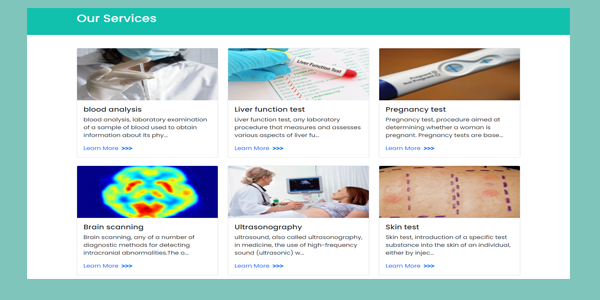 Our Services
Liver Function Test
blood analysis
blood analysis, laboratory examination
of a sample of blood used to obtain
information about its phy...
Learn More >>>
Liver function test
Liver function test, any laboratory
procedure that measures and assesses
various aspects of liver fu...
Learn More >>>
Pregnancy test
Pregnancy test, procedure aimed at
determining whether a woman is
pregnant. Pregnancy tests are base...
Learn More >>>
Brain scanning
Brain scanning, any of a number of
diagnostic methods for detecting
intracranial abnormalities.The o...
Learn More >>>
Ultrasonography
ultrasound, also called ultrasonography,
in medicine, the use of high-frequency
sound (ultrasonic) w...
Learn More >>>
Skin test
Skin test, introduction of a specific test
substance into the skin of an individual,
either by injec...
Learn More >>>